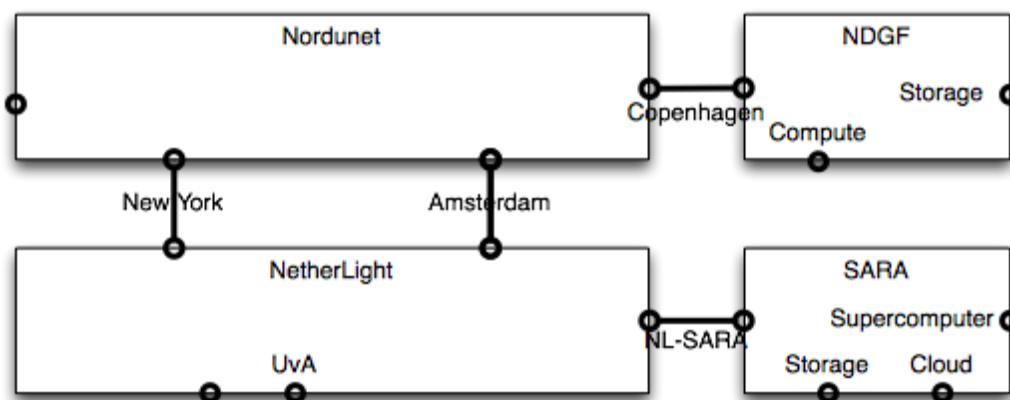 Nordunet
NDGF
Storage
Copenhagen
Compute
New York
Amsterdam
NetherLight
SARA
Supercomputer
NL-SARA
UvA
Storage
Cloud